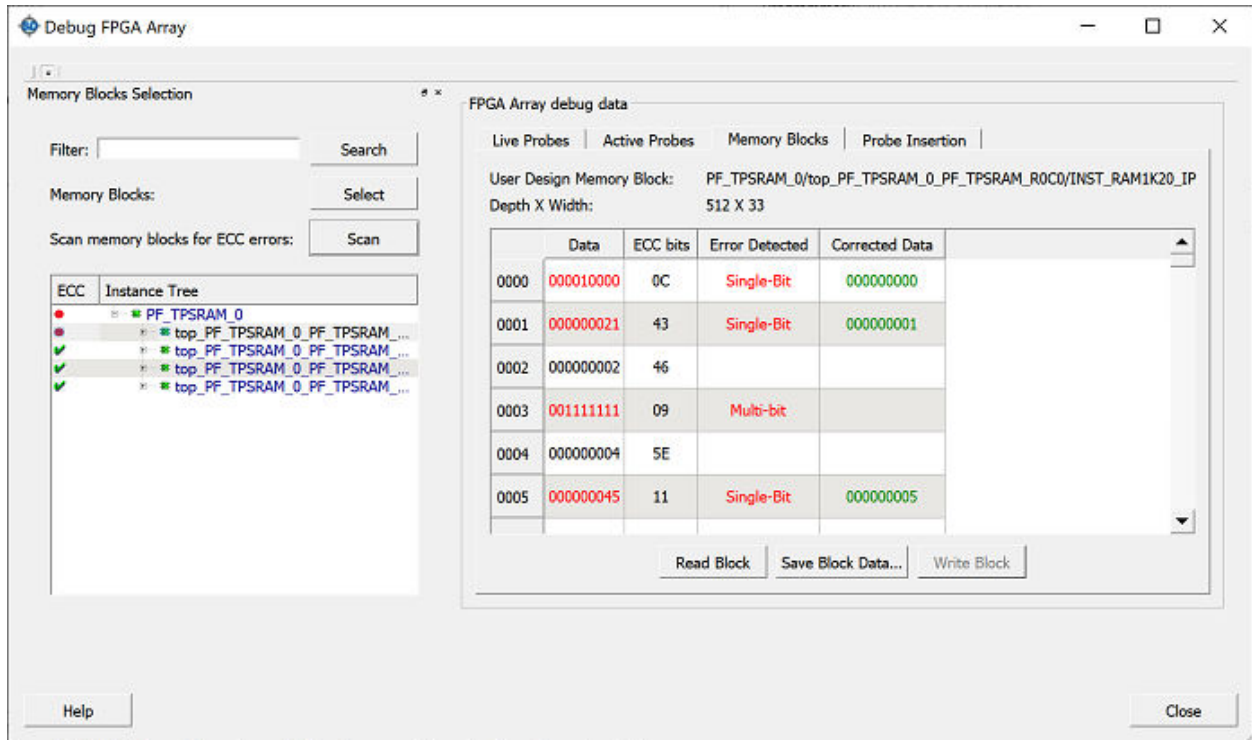 Debug FPGA Array
Memory Blocks Selection
Filter:
Search
Memory Blocks:
Select
Scan memory blocks for ECC errors:
Scan
ECC Instance Tree
PF_TPSRAM_0
top_PF_TPSRAM_0_PF_TPSRAM_...
top_PF_TPSRAM_0_PF_TPSRAM_...
top_PF_TPSRAM_0_PF_TPSRAM_...
top_PF_TPSRAM_0_PF_TPSRAM_...
FPGA Array debug data
Live Probes Active Probes Memory Blocks Probe Insertion
User Design Memory Block: PF_TPSRAM_0/top_PF_TPSRAM_0_PF_TPSRAM_R0C0/INST_RAM1K20_IP
Depth X Width: 512 X 33
Data ECC bits Error Detected Corrected Data
0000 000010000 0C Single-Bit 000000000
0001 000000021 43 Single-Bit 000000001
0002 000000002 46
0003 001111111 09 Multi-bit
0004 000000004 5E
0005 000000045 11 Single-Bit 000000005
Read Block Save Block Data... Write Block
Help
Close